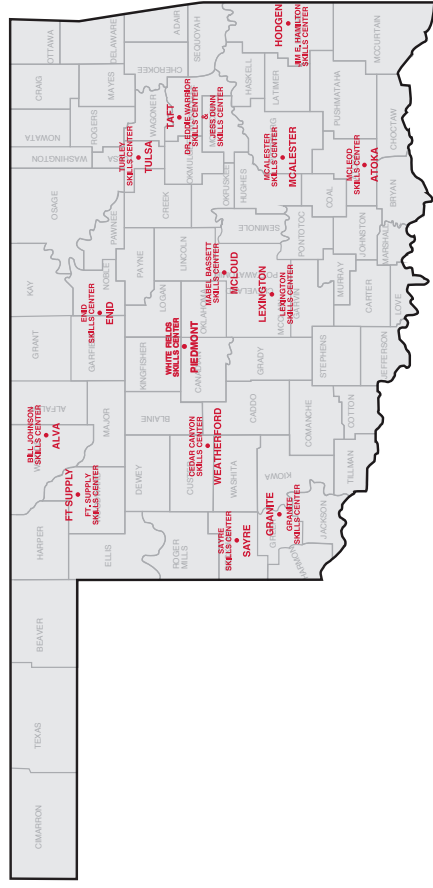 CIMARRON
TEXAS
BEAVER
HARPER
BILL JOHNSON
SKILLS CENTER
ALVA
GRANT
KAY
OSAGE
WASHINGTON
NOWATA
CRAIG
OTTAWA
FT SUPPLY
FT. SUPPLY
SKILLS CENTER
ELLIS
MAJOR
ENID
SKILLS CENTER
ENID
NOBLE
PAWNEE
ROGERS
MAYES
DELAWARE
TURLEY
SKILLS CENTER
TULSA
DEWEY
BLAINE
KINGFISHER
LOGAN
PAYNE
CREEK
WAGONER
CHEROKEE
ADAIR
ROGER
MILLS
CEDAR CANYON
SKILLS CENTER
WEATHERFORD
WHITE FIELDS
SKILLS CENTER
PIEDMONT
LINCOLN
TAFT
DR. EDDIE WARRIOR
SKILLS CENTER
&
JESS DUNN
SKILLS CENTER
SEQUOYAH
SAYRE
SKILLS CENTER
SAYRE
WASHITA
CADDO
GRADY
MABEL BASSETT
SKILLS CENTER
MCLOUD
SEMINOLE
OKFUSKEE
HUGHES
HASKELL
KIOWA
GRANITE
GRANITE
SKILLS CENTER
LEXINGTON
LEXINGTON
SKILLS CENTER
GARVIN
PONTOTOC
MCALESTER
SKILLS CENTER
MCALESTER
LATIMER
HODGEN
JIM E. HAMILTON
SKILLS CENTER
JACKSON
COMANCHE
STEPHENS
MURRAY
COAL
PUSHMATAHA
TILLMAN
COTTON
CARTER
JOHNSTON
MCLEOD
SKILLS CENTER
ATOKA
MCCURTAIN
JEFFERSON
LOVE
MARSHALL
BRYAN
CHOCTAW